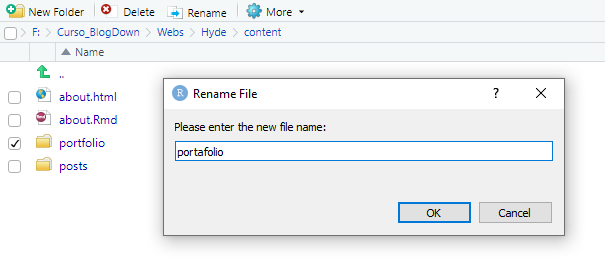 New Folder Delete Rename More
F: Curso_BlogDown Webs Hyde content
Name
..
about.html
about.Rmd
portfolio
posts
R Rename File ?
Please enter the new file name:
portafolio
OK Cancel